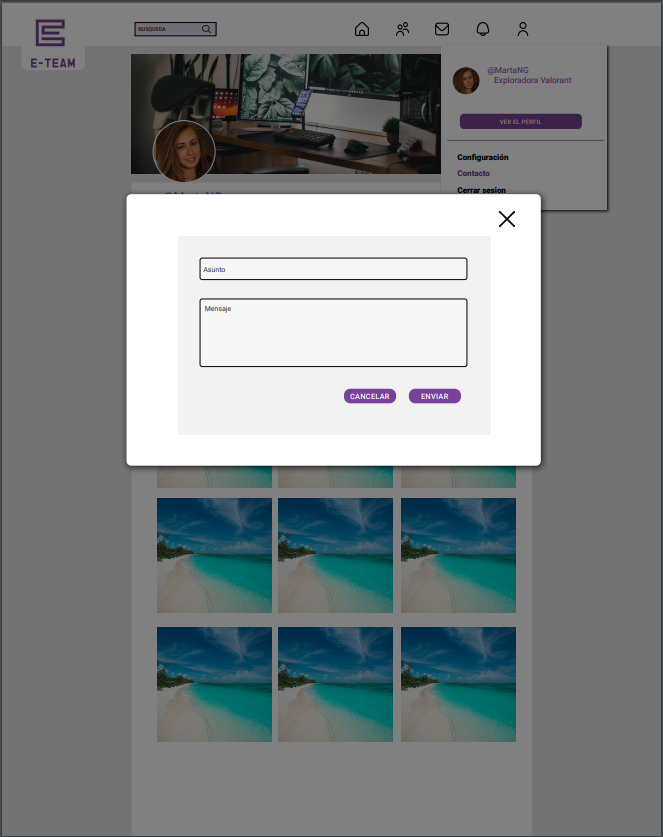 E-TEAM
BUSQUEDA
@MartaNG
Exploradora Valorant
VER EL PERFIL
Configuración
Contacto
Cerrar sesion
Asunto
Mensaje
CANCELAR
ENVIAR